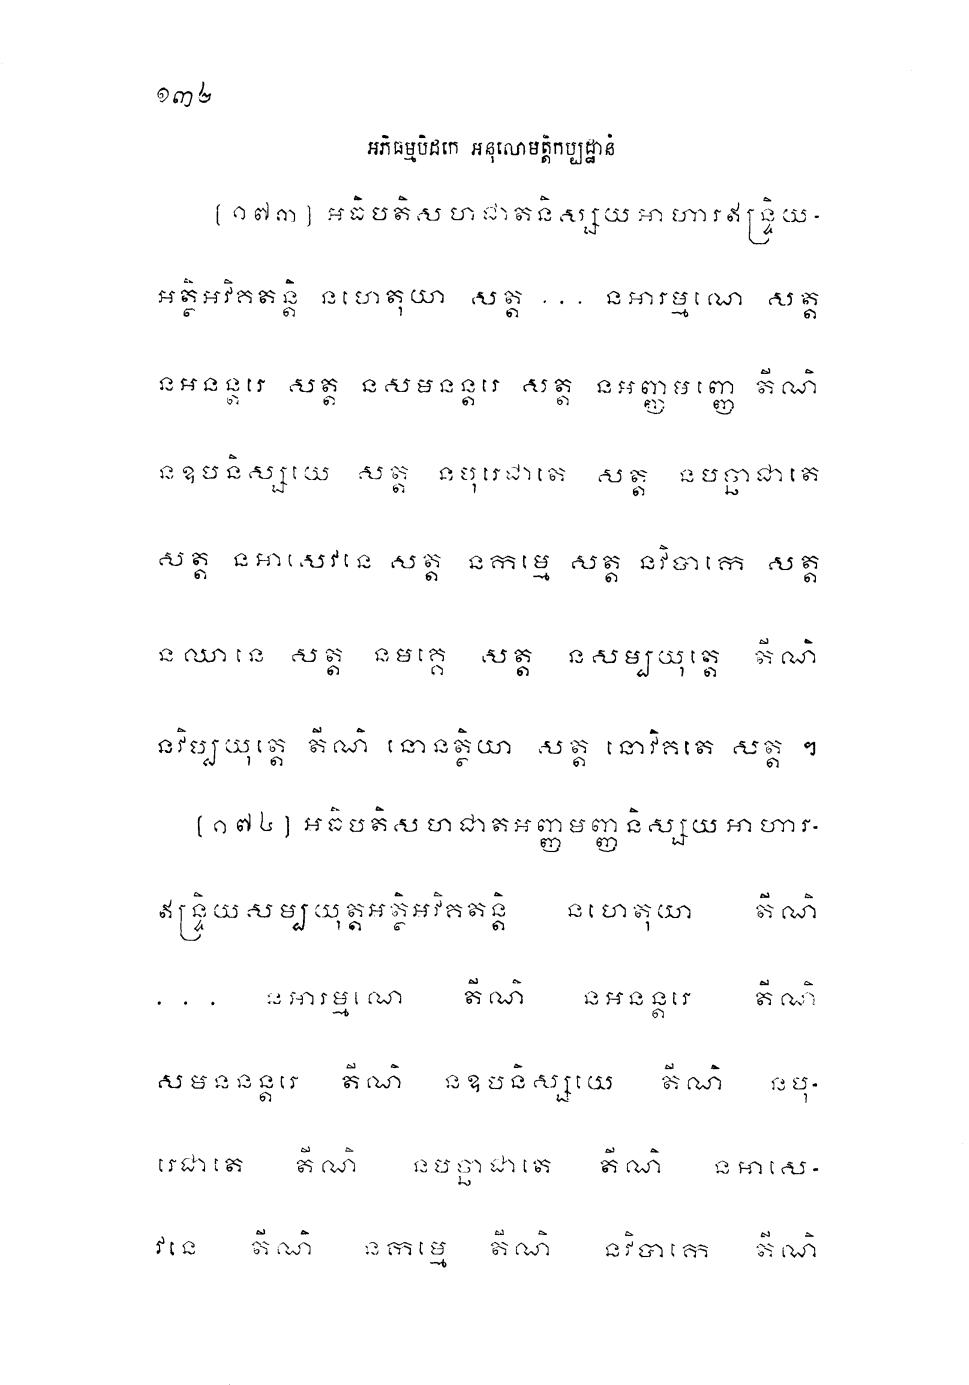 ១៣៤
អភិធម្មបិដកេ អនុលោមត្តិកប្បដ្ឋានំ
(១៧៣) អធិបតិសហជាតនិស្សយអាហារឥន្ទ្រិយ-
អត្ថិអវិកតន្តិ នហេតុយា សត្ត ... នអារម្មណេ សត្ត
នអនន្តរេ សត្ត នសមនន្តរេ សត្ត នអញ្ញមញ្ញេ តីណិ
នឧបនិស្សយេ សត្ត នបុរេជាតេ សត្ត នបច្ឆាជាតេ
សត្ត នអាសេវនេ សត្ត នកម្មេ សត្ត នវិបាកេ សត្ត
នឈានេ សត្ត នមគ្គេ សត្ត នសម្បយុត្តេ តីណិ
នវិប្បយុត្តេ តីណិ នោនត្ថិយា សត្ត នោវិកតេ សត្ត ៗ
(១៧៤) អធិបតិសហជាតអញ្ញមញ្ញនិស្សយអាហារ-
ឥន្ទ្រិយសម្បយុត្តអត្ថិអវិកតន្តិ នហេតុយា តីណិ
... នអារម្មណោ តីណិ នអនន្តរេ តីណិ
សមននន្តរេ តីណិ នឧបនិស្សយេ តីណិ នបុ-
រេជាតេ តីណិ នបច្ឆាជាតេ តីណិ នអាសេ-
វនេ តីណិ នកម្មេ តីណិ នវិបាកេ តីណិ